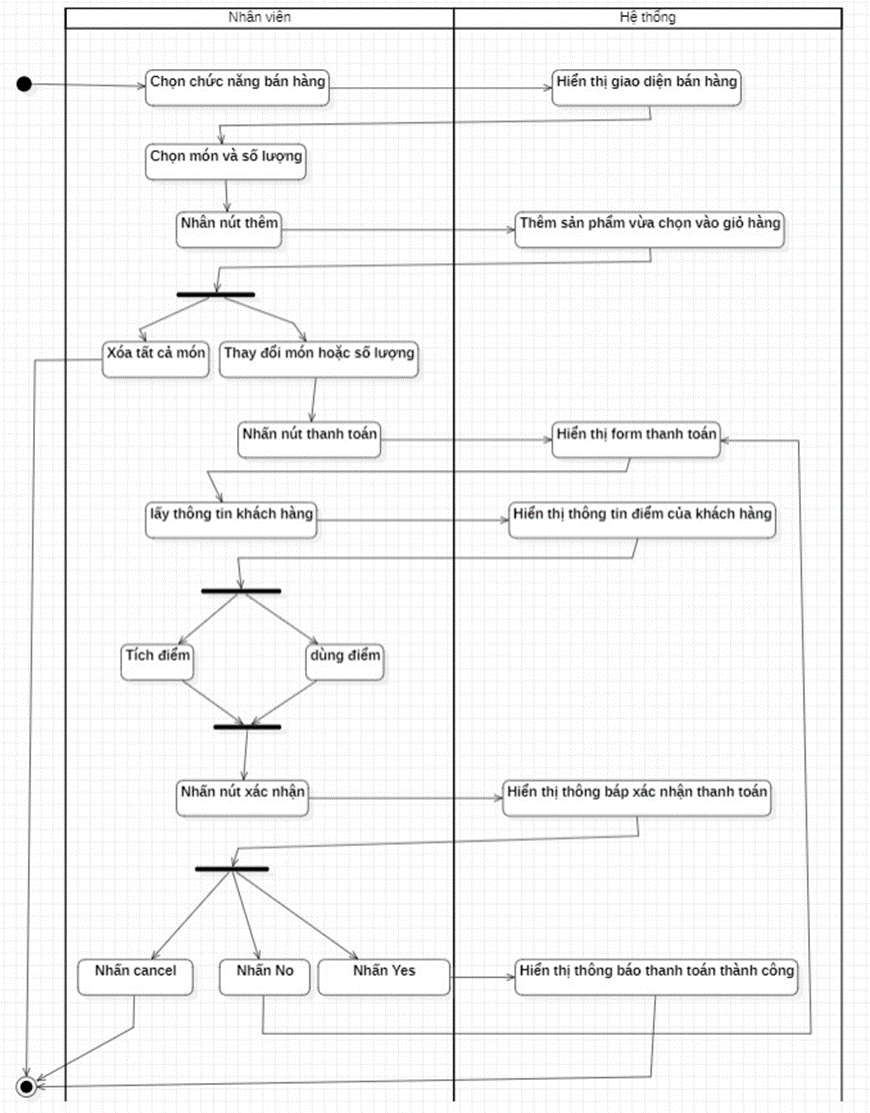 Nhân viên
Hệ thống
Chọn chức năng bán hàng
Hiển thị giao diện bán hàng
Chọn món và số lượng
Nhân nút thêm
Thêm sản phẩm vừa chọn vào giỏ hàng
Xóa tất cả món
Thay đổi món hoặc số lượng
Nhấn nút thanh toán
Hiển thị form thanh toán
lấy thông tin khách hàng
Hiển thị thông tin điểm của khách hàng
Tích điểm
dùng điểm
Nhấn nút xác nhận
Hiển thị thông báp xác nhận thanh toán
Nhấn cancel
Nhấn No
Nhấn Yes
Hiển thị thông báo thanh toán thành công